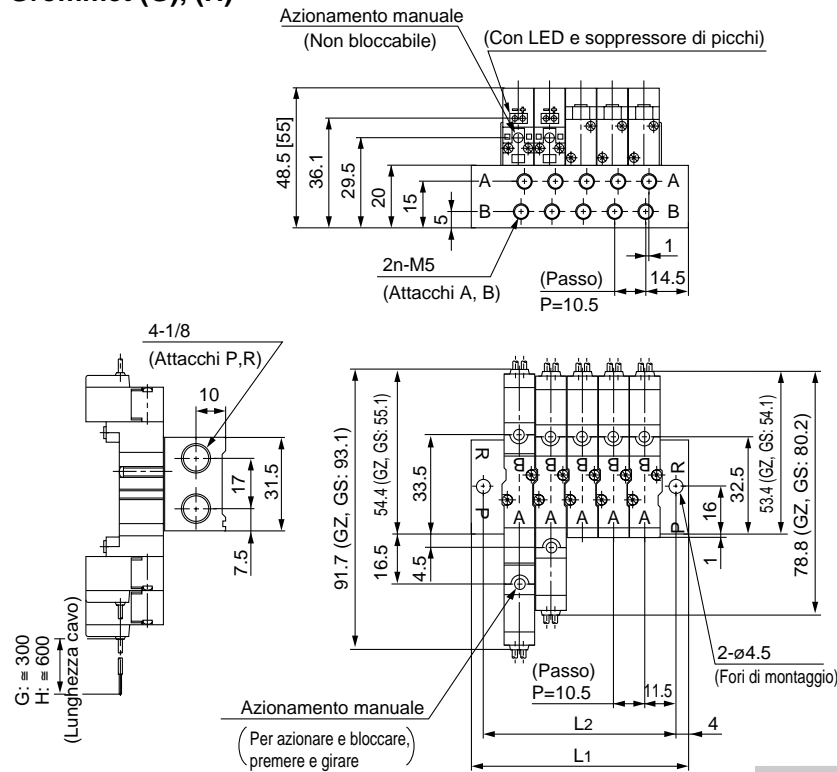 Azionamento manuale
(Non bloccabile)
(Con LED e soppressore di picchi)
48.5 [55]
36.1
29.5
20
15
5
A
A
B
B
1
2n-M5
(Attacchi A, B)
(Passo)
P=10.5
14.5
4-1/8
(Attacchi P,R)
10
31.5
17
7.5
G: ≅ 300
H: ≅ 600
(Lunghezza cavo)
91.7 (GZ, GS: 93.1)
54.4 (GZ, GS: 55.1)
33.5
16.5
4.5
R
P
B
B
B
B
B
A
A
A
A
A
R
P
16
1
32.5
53.4 (GZ, GS: 54.1)
78.8 (GZ, GS: 80.2)
2-ø4.5
(Fori di montaggio)
(Passo)
P=10.5
11.5
Azionamento manuale
(Per azionare e bloccare,
premere e girare)
L2
4
L1